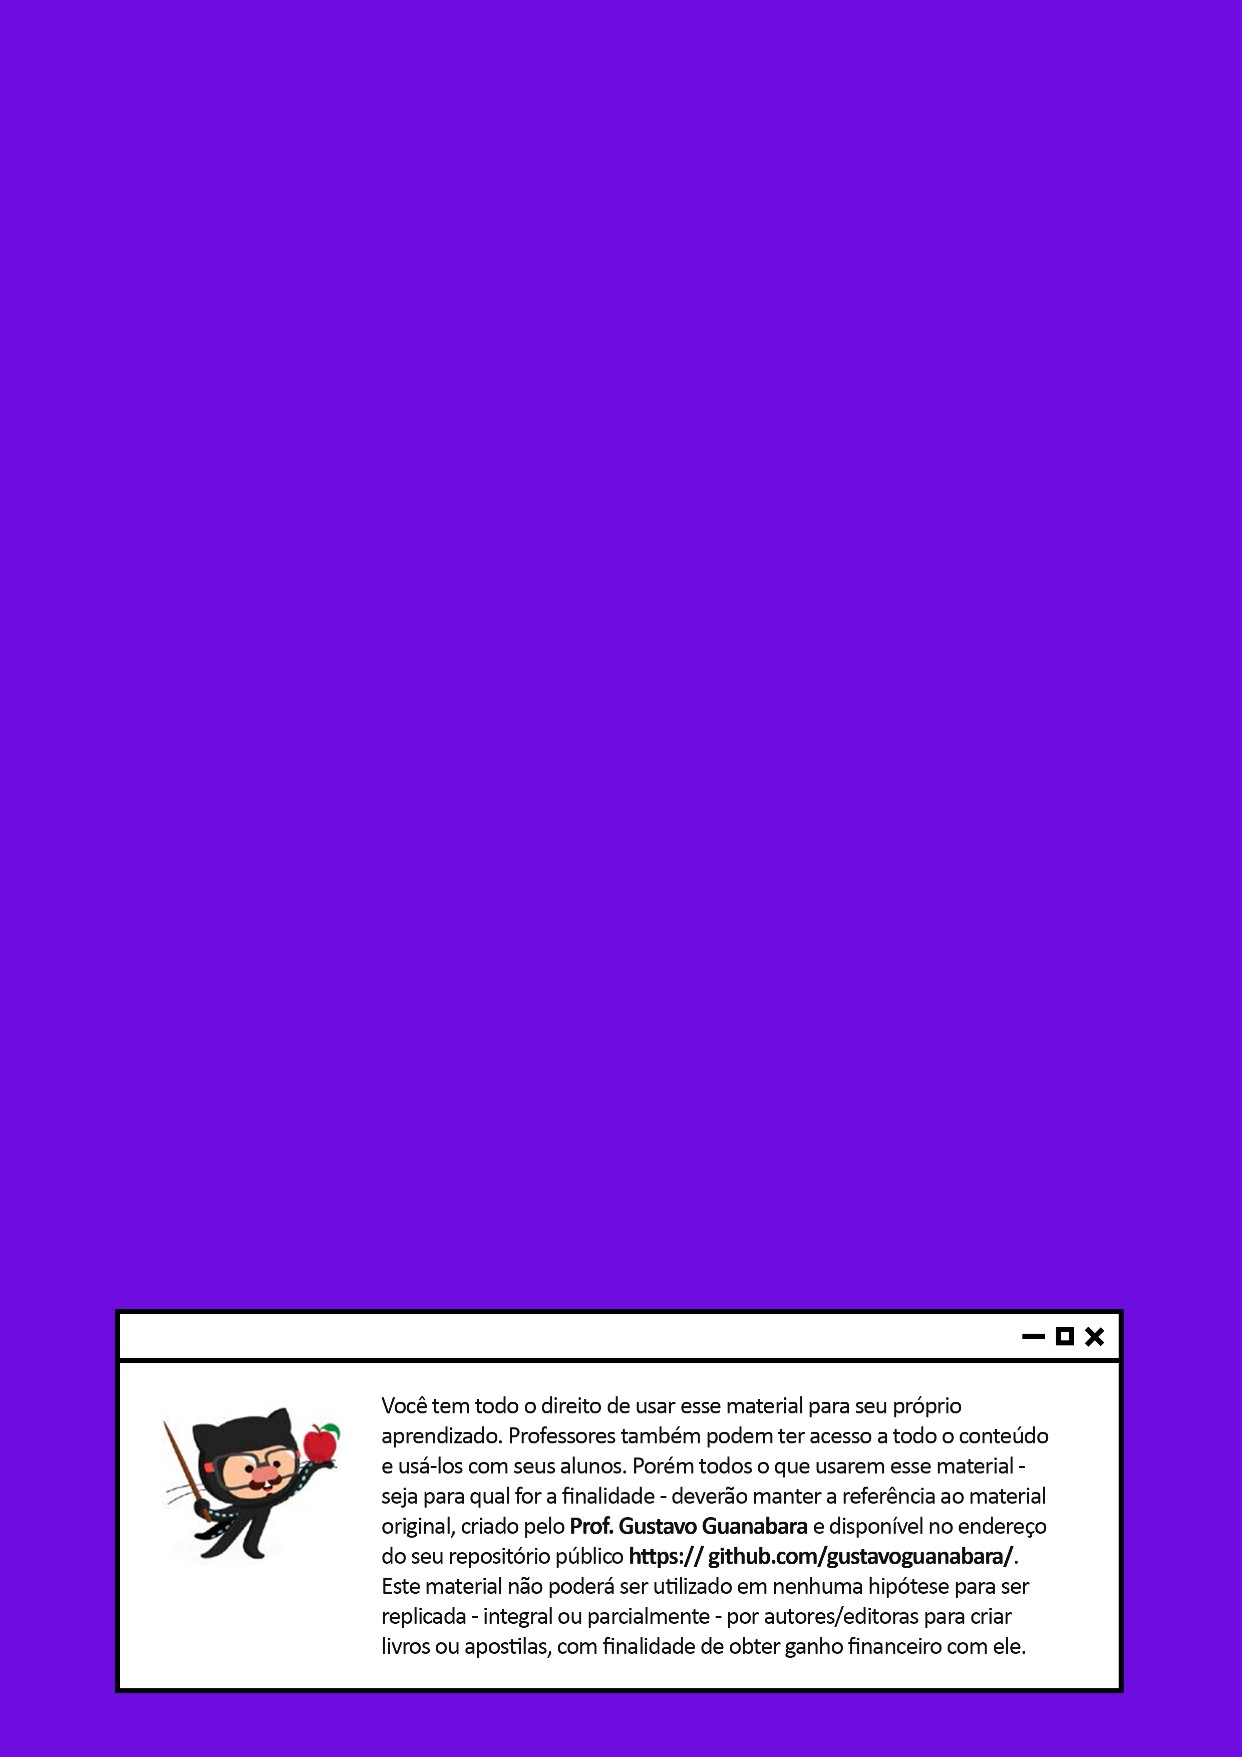 Você tem todo o direito de usar esse material para seu próprio
aprendizado. Professores também podem ter acesso a todo o conteúdo
e usá-los com seus alunos. Porém todos o que usarem esse material -
seja para qual for a finalidade - deverão manter a referência ao material
original, criado pelo Prof. Gustavo Guanabara e disponível no endereço
do seu repositório público https:// github.com/gustavoguanabara/.
Este material não poderá ser utilizado em nenhuma hipótese para ser
replicada - integral ou parcialmente - por autores/editoras para criar
livros ou apostilas, com finalidade de obter ganho financeiro com ele.